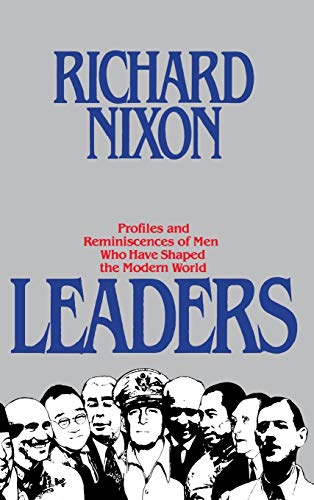 RICHARD
NIXON
Profiles and
Reminiscences of Men
Who Have Shaped
the Modern World
LEADERS